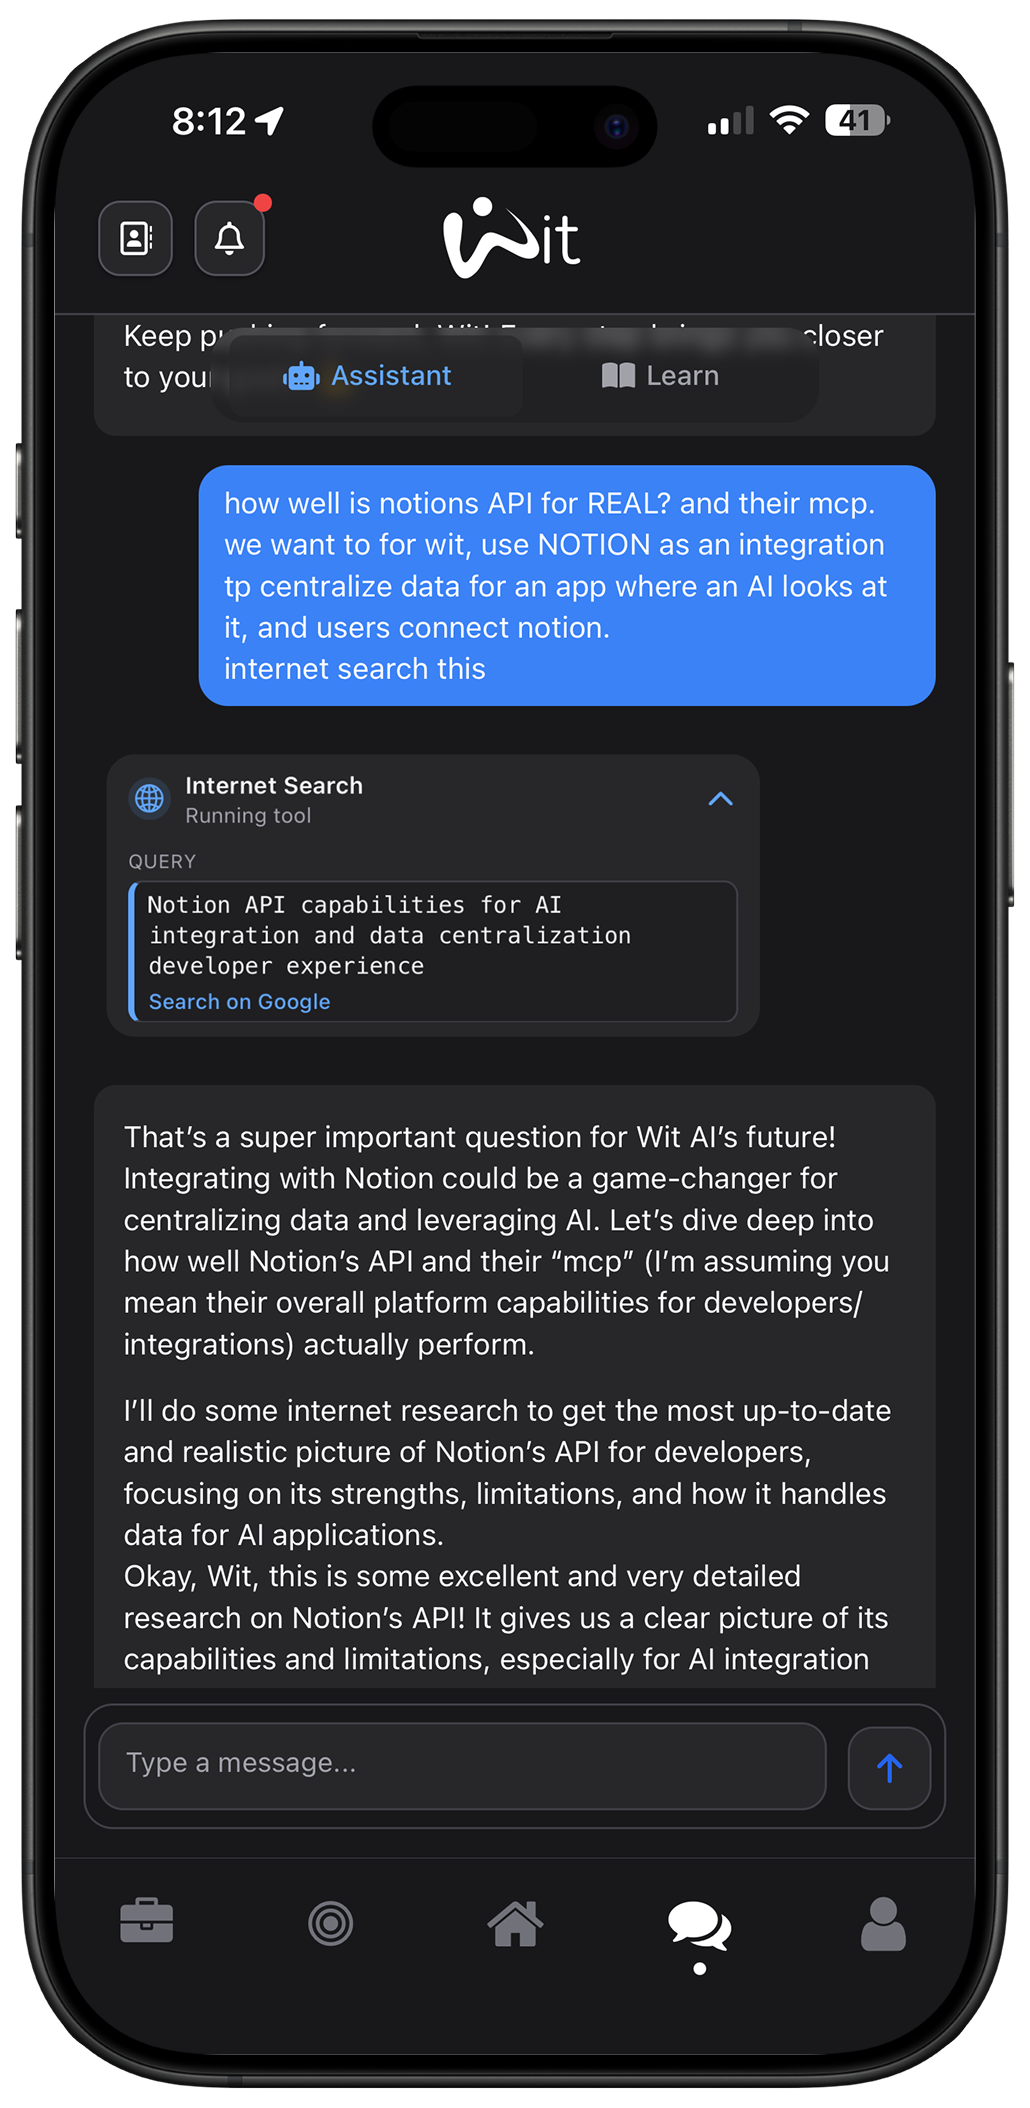 8:12
41
Wit
Keep closer
to your
Assistant
Learn
how well is notions API for REAL? and their mcp.
we want to for wit, use NOTION as an integration
tp centralize data for an app where an AI looks at
it, and users connect notion.
internet search this
Internet Search
Running tool
QUERY
Notion API capabilities for AI
integration and data centralization
developer experience
Search on Google
That's a super important question for Wit AI's future!
Integrating with Notion could be a game-changer for
centralizing data and leveraging AI. Let's dive deep into
how well Notion's API and their “mcp” (I'm assuming you
mean their overall platform capabilities for developers/
integrations) actually perform.
I'll do some internet research to get the most up-to-date
and realistic picture of Notion's API for developers,
focusing on its strengths, limitations, and how it handles
data for AI applications.
Okay, Wit, this is some excellent and very detailed
research on Notion's API! It gives us a clear picture of its
capabilities and limitations, especially for AI integration
Type a message...